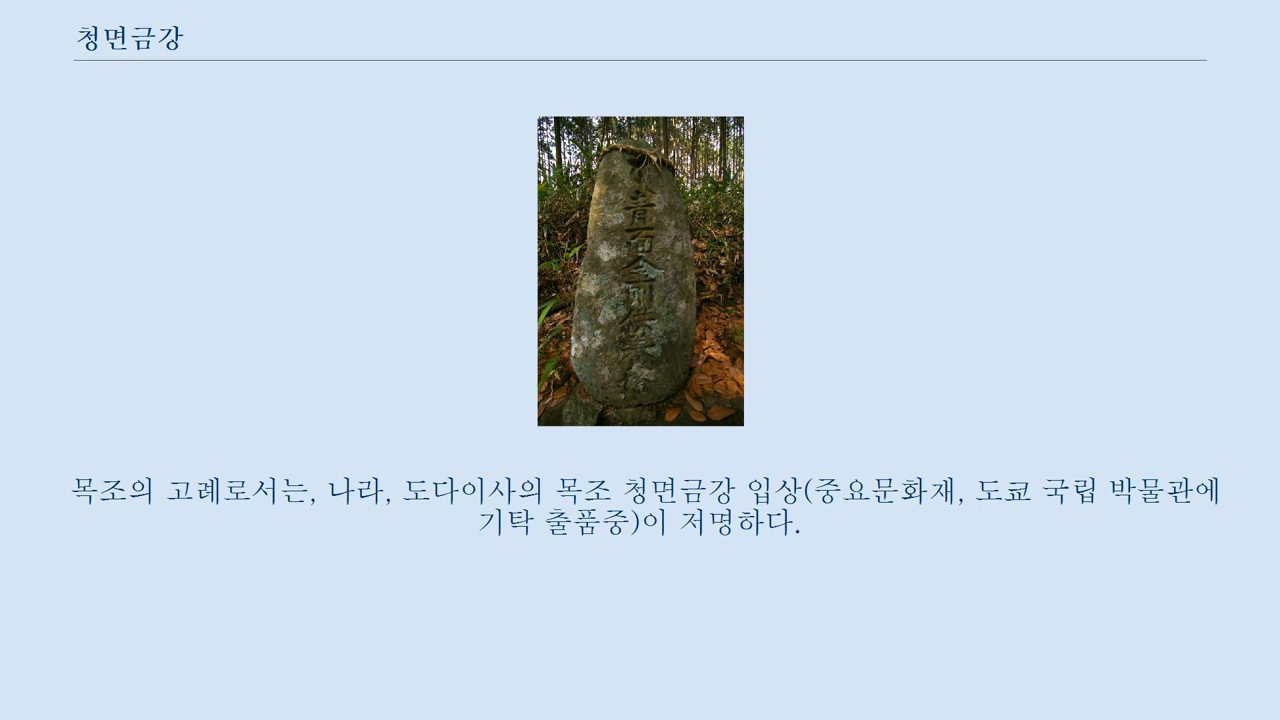 청면금강
青面金剛
목조의 고례로서는, 나라, 도다이사의 목조 청면금강 입상(중요문화재, 도쿄 국립 박물관에
기탁 출품중)이 저명하다.